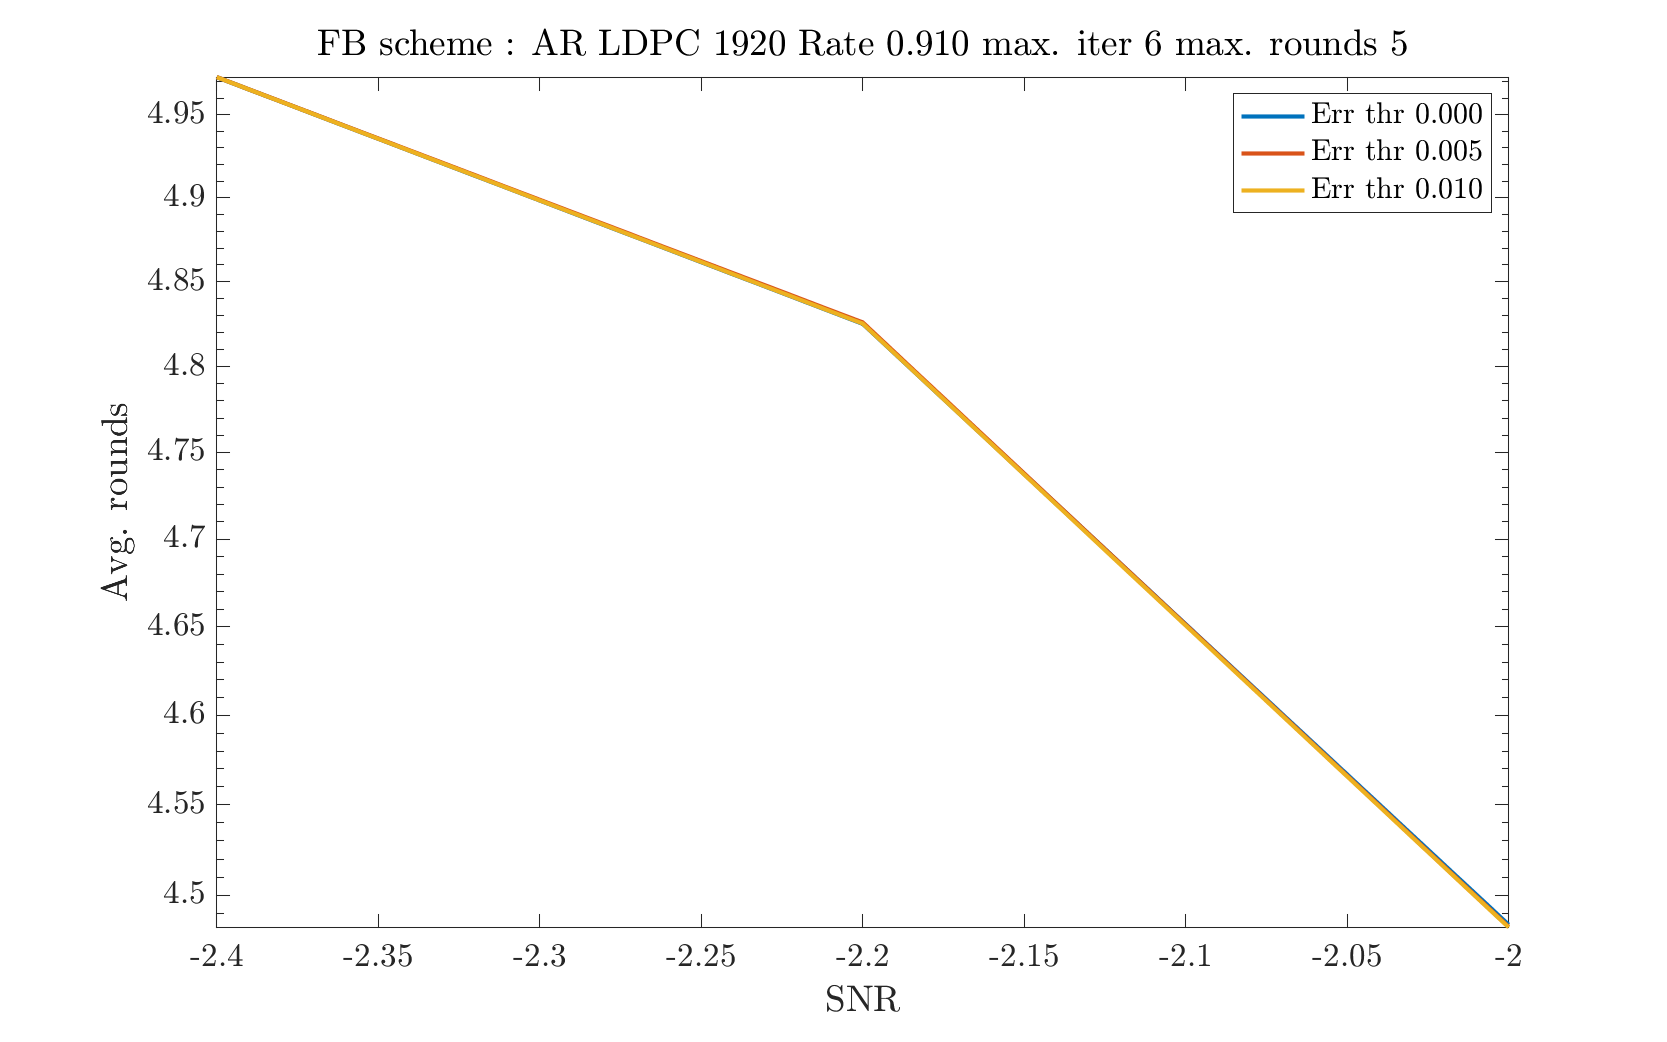 FB scheme : AR LDPC 1920 Rate 0.910 max. iter 6 max. rounds 5
Err thr 0.000
Err thr 0.005
Err thr 0.010
Avg. rounds
4.95
4.9
4.85
4.8
4.75
4.7
4.65
4.6
4.55
4.5
-2.4 -2.35 -2.3 -2.25 -2.2 -2.15 -2.1 -2.05 -2
SNR